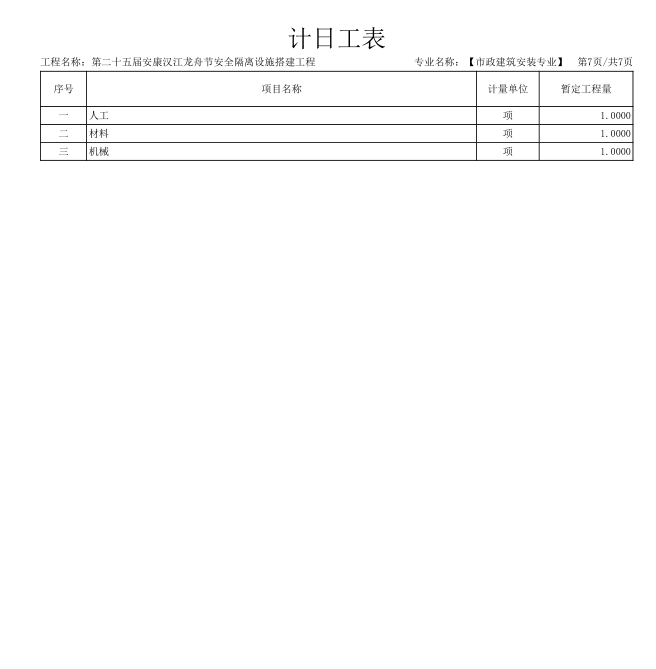 计日工表
工程名称：第二十五届安康汉江龙舟节安全隔离设施搭建工程 专业名称：【市政建筑安装专业】 第7页/共7页
序号 项目名称 计量单位 暂定工程量
一 人工 项 1.0000
二 材料 项 1.0000
三 机械 项 1.0000